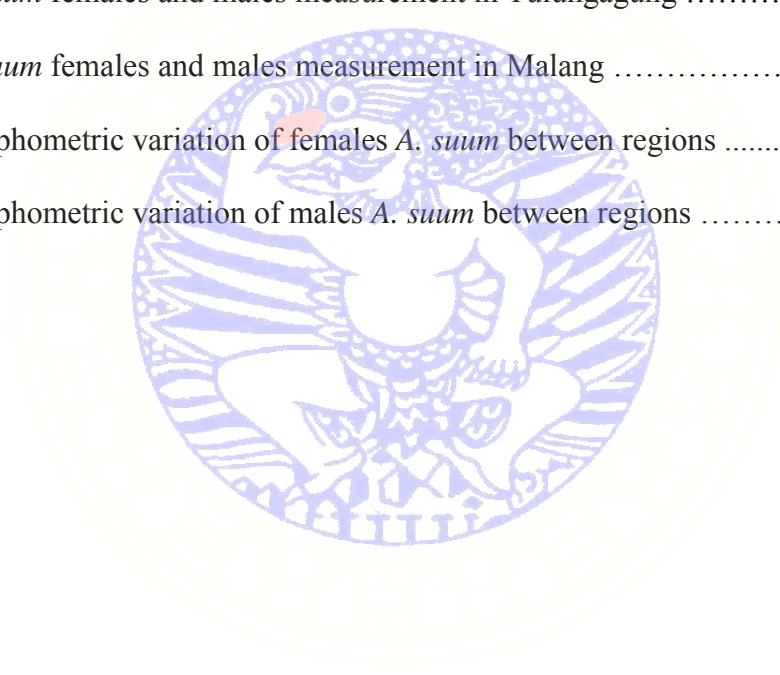 females and males measurement in Tulungagung ..........
um females and males measurement in Malang ……………
phometric variation of females A. suum between regions .......
phometric variation of males A. suum between regions ………